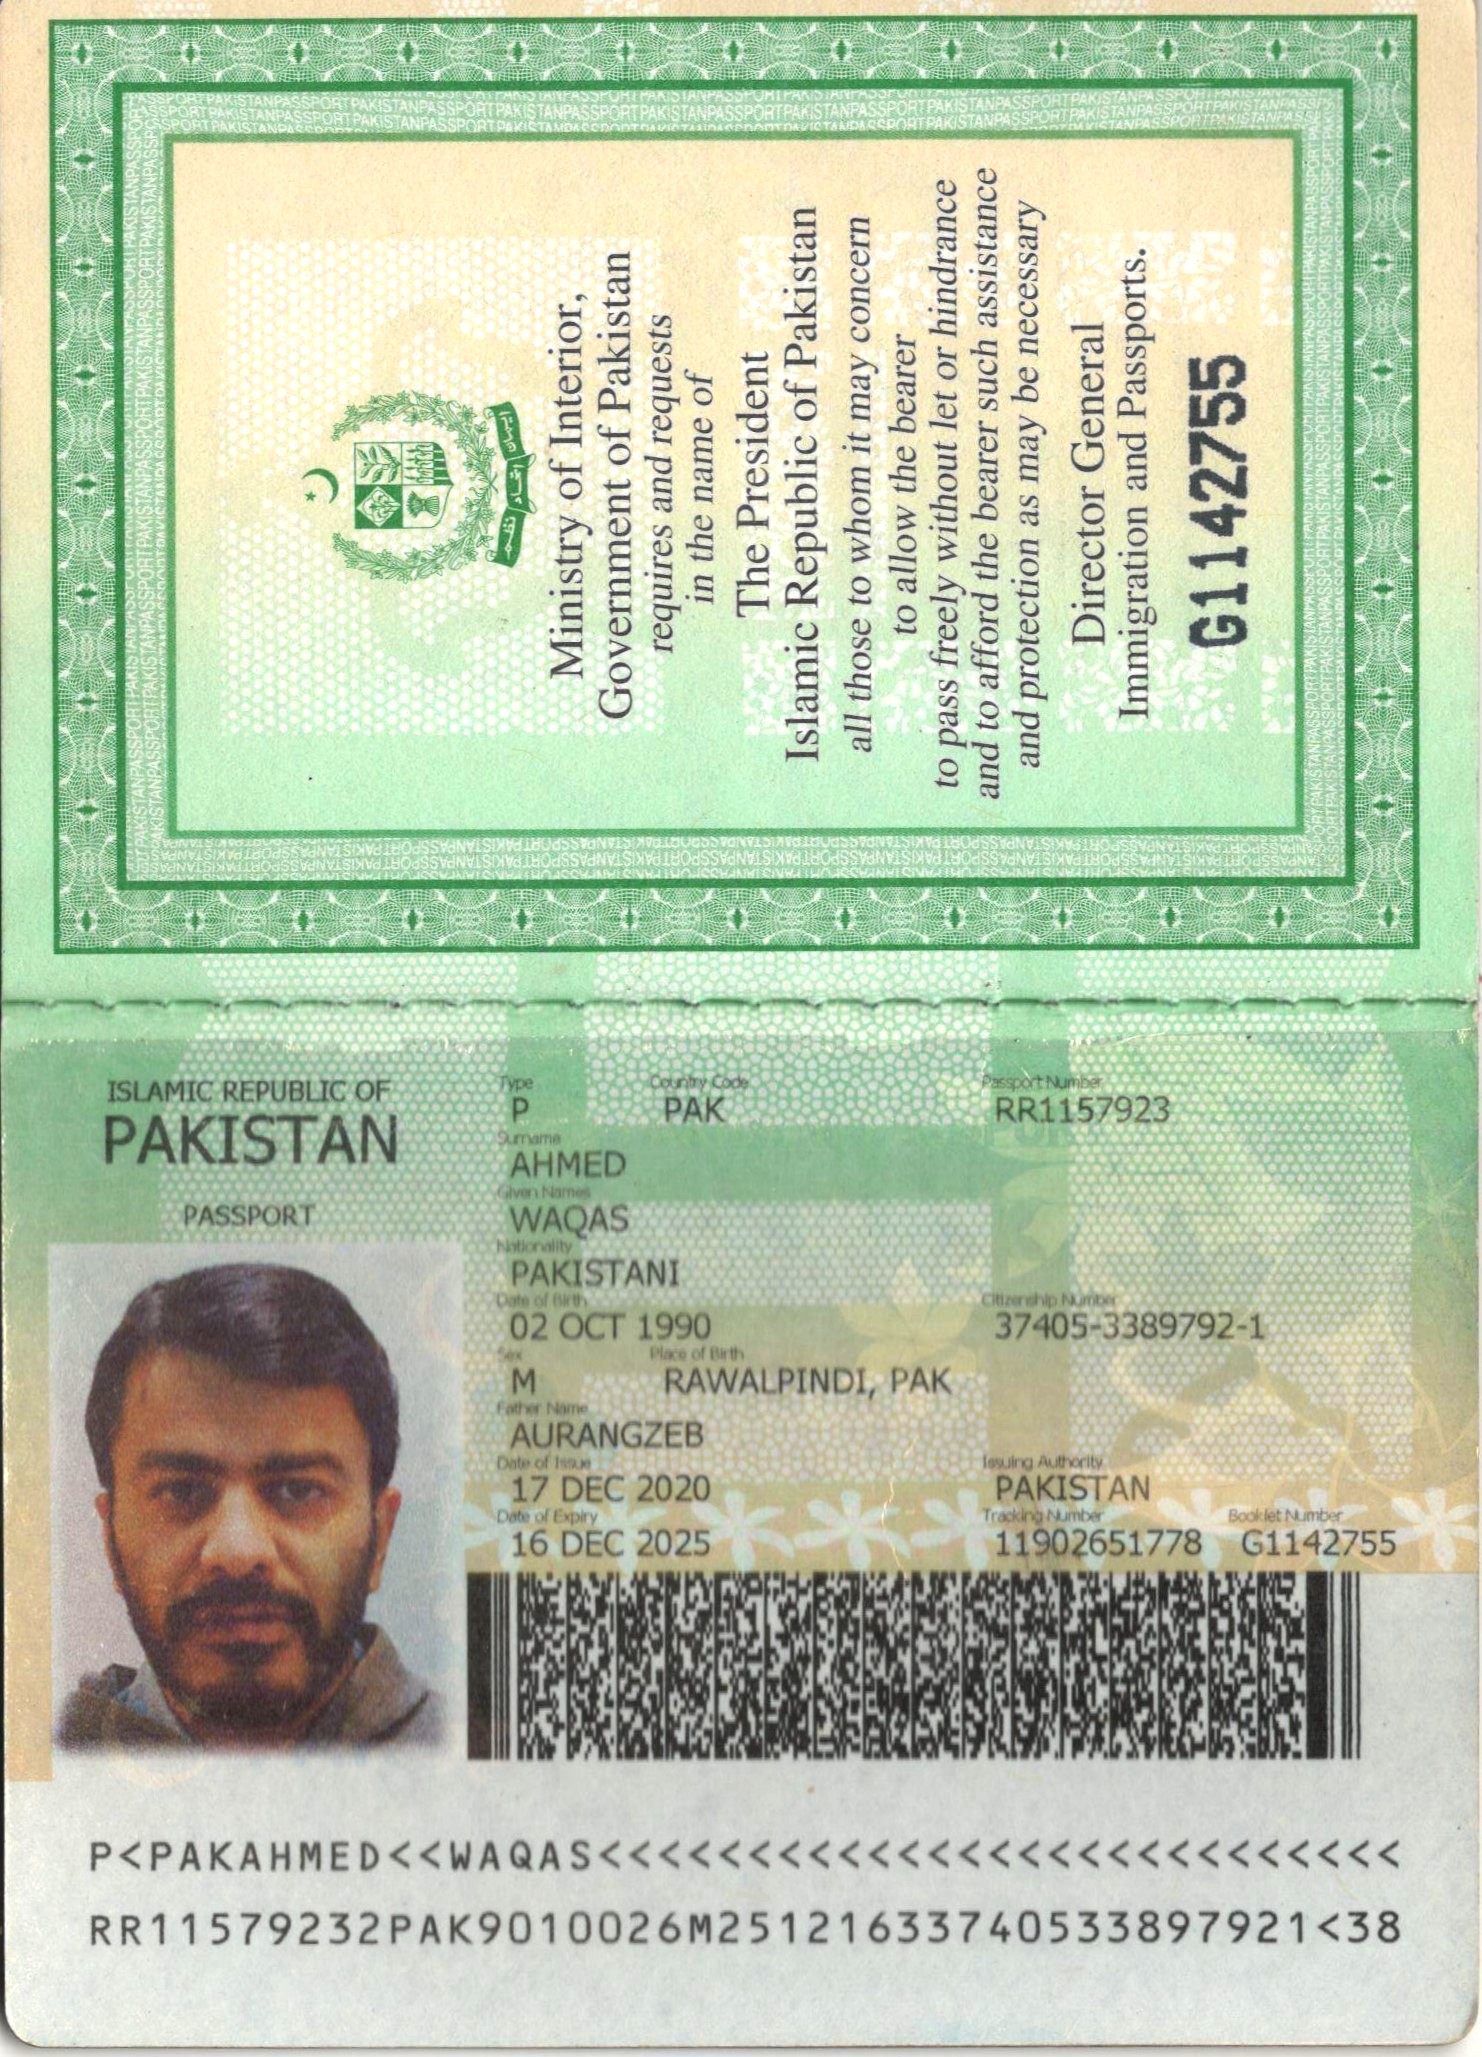 Ministry of Interior,
Government of Pakistan
requires and requests
in the name of
The President
Islamic Republic of Pakistan
all those to whom it may concern
to allow the bearer
to pass freely without let or hindrance
and to afford the bearer such assistance
and protection as may be necessary
Director General
Immigration and Passports.
G1142755
ISLAMIC REPUBLIC OF
PAKISTAN
PASSPORT
Type Country Code Passport Number
P PAK RR1157923
Surname
AHMED
Given Names
WAQAS
Nationality
PAKISTANI
Date of Birth Citizenship Number
02 OCT 1990 37405-3389792-1
Sex Place of Birth
M RAWALPINDI, PAK
Father Name
AURANGZEB
Date of Issue Issuing Authority
17 DEC 2020 PAKISTAN
Date of Expiry Tracking Number Booklet Number
16 DEC 2025 11902651778 G1142755
P<PAKAHMED<<WAQAS<<<<<<<<<<<<<<<<<<<<<<<<<<<
RR11579232PAK9010026M25121633740533897921<38